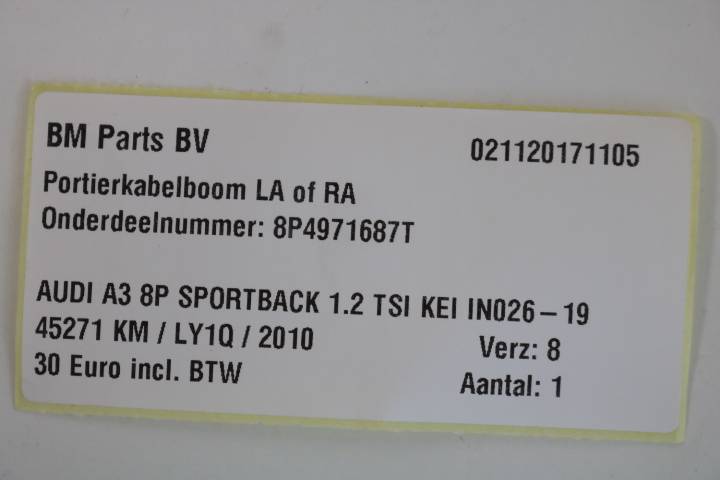 BM Parts BV 021120171105
Portierkabelboom LA of RA
Onderdeelnummer: 8P4971687T
AUDI A3 8P SPORTBACK 1.2 TSI KEI IN026-19
45271 KM / LY1Q / 2010 Verz: 8
30 Euro incl. BTW Aantal: 1